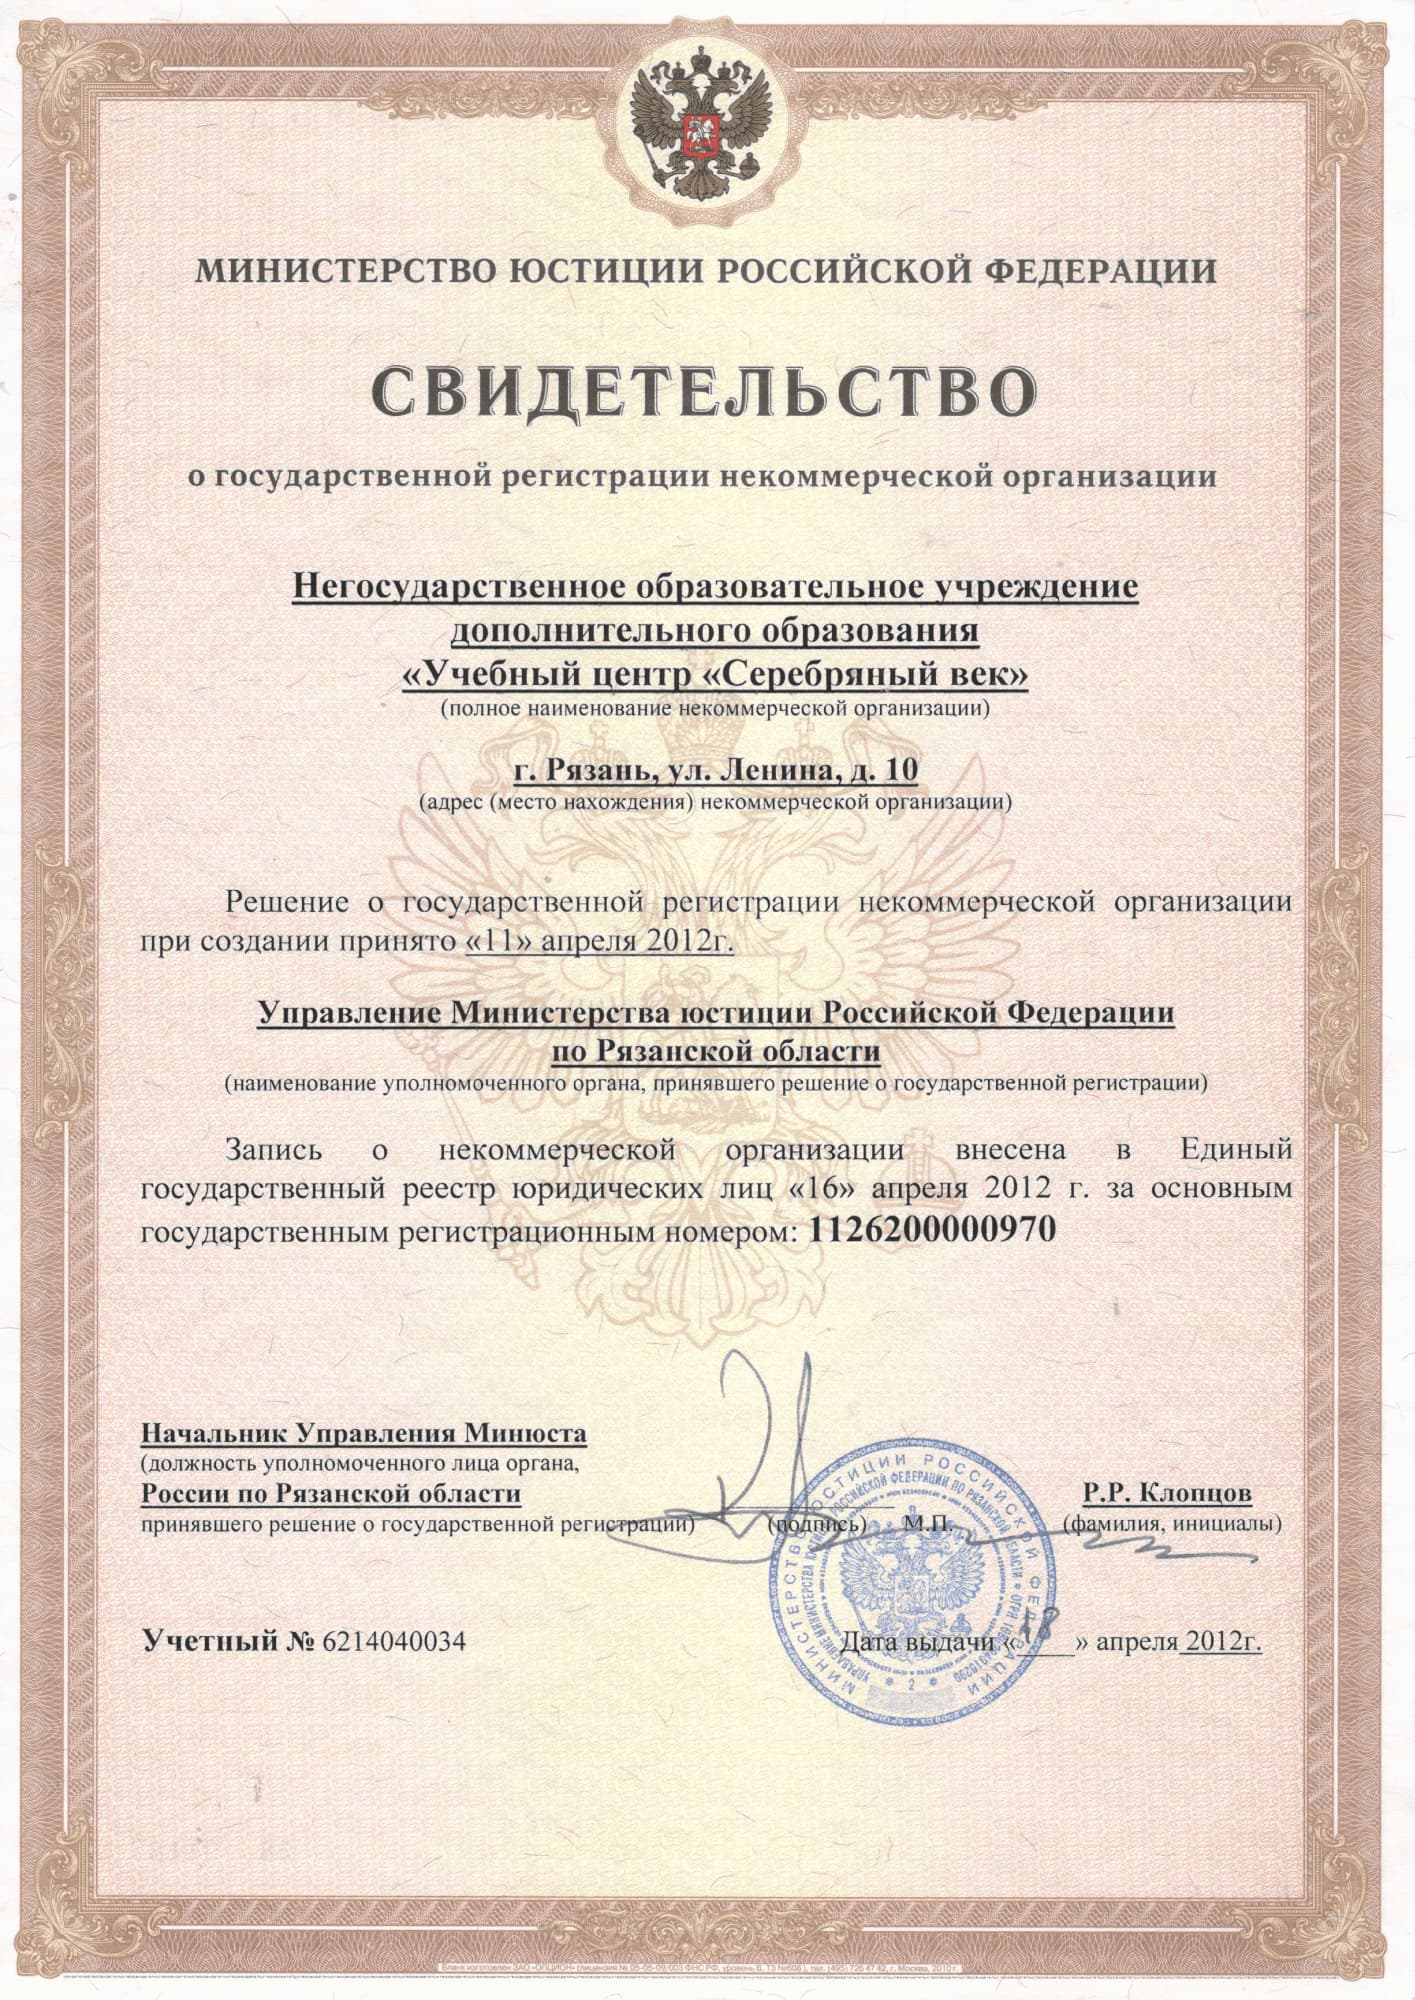 МИНИСТЕРСТВО ЮСТИЦИИ РОССИЙСКОЙ ФЕДЕРАЦИИ
СВИДЕТЕЛЬСТВО
о государственной регистрации некоммерческой организации
Негосударственное образовательное учреждение
дополнительного образования
«Учебный центр «Серебряный век»
(полное наименование некоммерческой организации)
г. Рязань, ул. Ленина, д. 10
(адрес (место нахождения) некоммерческой организации)
Решение о государственной регистрации некоммерческой организации
при создании принято «11» апреля 2012г.
Управление Министерства юстиции Российской Федерации
по Рязанской области
(наименование уполномоченного органа, принявшего решение о государственной регистрации)
Запись о некоммерческой организации внесена в Единый
государственный реестр юридических лиц «16» апреля 2012 г. за основным
государственным регистрационным номером: 1126200000970
Начальник Управления Минюста
(должность уполномоченного лица органа,
России по Рязанской области
Р.Р. Клопцов
принявшего решение о государственной регистрации) (подпись) М.П. (фамилия, инициалы)
МИНИСТЕРСТВО ЮСТИЦИИ РОССИЙСКОЙ ФЕДЕРАЦИИ
УПРАВЛЕНИЕ МИНИСТЕРСТВА ЮСТИЦИИ РОССИЙСКОЙ ФЕДЕРАЦИИ ПО РЯЗАНСКОЙ ОБЛАСТИ
* 2 *
Учетный № 6214040034 Дата выдачи «18» апреля 2012г.
Бланк изготовлен ЗАО «ОПЦИОН» (лицензия № 05-05-09/003 ФНС РФ, уровень В, ТЗ №608 ), тел. (495) 726 47 42, г. Москва, 2010 г.